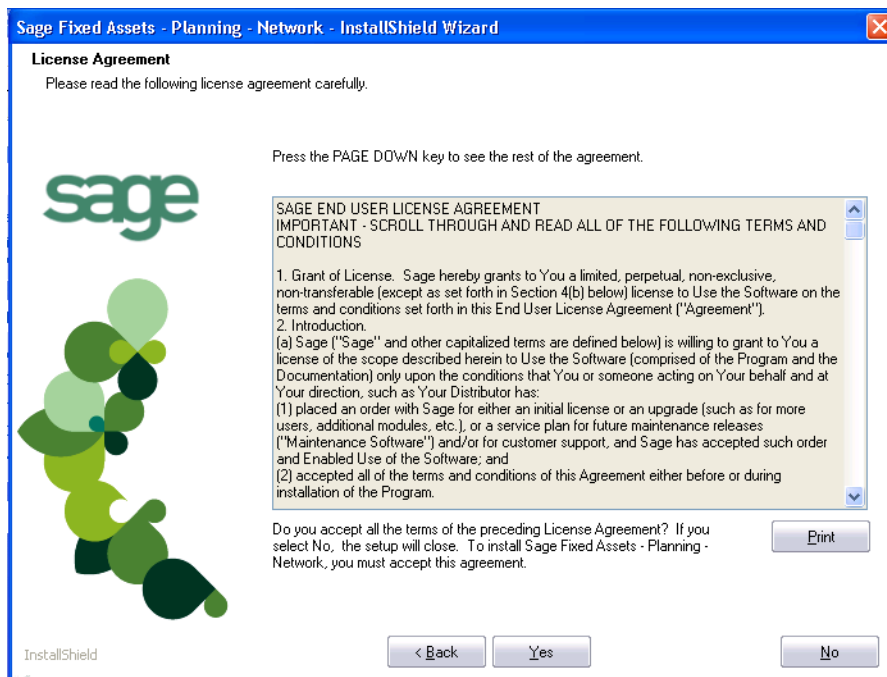 Sage Fixed Assets - Planning - Network - InstallShield Wizard
License Agreement
Please read the following license agreement carefully.
Press the PAGE DOWN key to see the rest of the agreement.
sage
SAGE END USER LICENSE AGREEMENT
IMPORTANT - SCROLL THROUGH AND READ ALL OF THE FOLLOWING TERMS AND
CONDITIONS
1. Grant of License.  Sage hereby grants to You a limited, perpetual, non-exclusive,
non-transferable (except as set forth in Section 4(b) below) license to Use the Software on the
terms and conditions set forth in this End User License Agreement ("Agreement").
2. Introduction.
(a) Sage ("Sage" and other capitalized terms are defined below) is willing to grant to You a
license of the scope described herein to Use the Software (comprised of the Program and the
Documentation) only upon the conditions that You or someone acting on Your behalf and at
Your direction, such as Your Distributor has:
(1) placed an order with Sage for either an initial license or an upgrade (such as for more
users, additional modules, etc.), or a service plan for future maintenance releases
("Maintenance Software") and/or for customer support, and Sage has accepted such order
and Enabled Use of the Software; and
(2) accepted all of the terms and conditions of this Agreement either before or during
installation of the Program.
Do you accept all the terms of the preceding License Agreement?  If you
select No,  the setup will close.  To install Sage Fixed Assets - Planning -
Network, you must accept this agreement.
Print
InstallShield
< Back
Yes
No